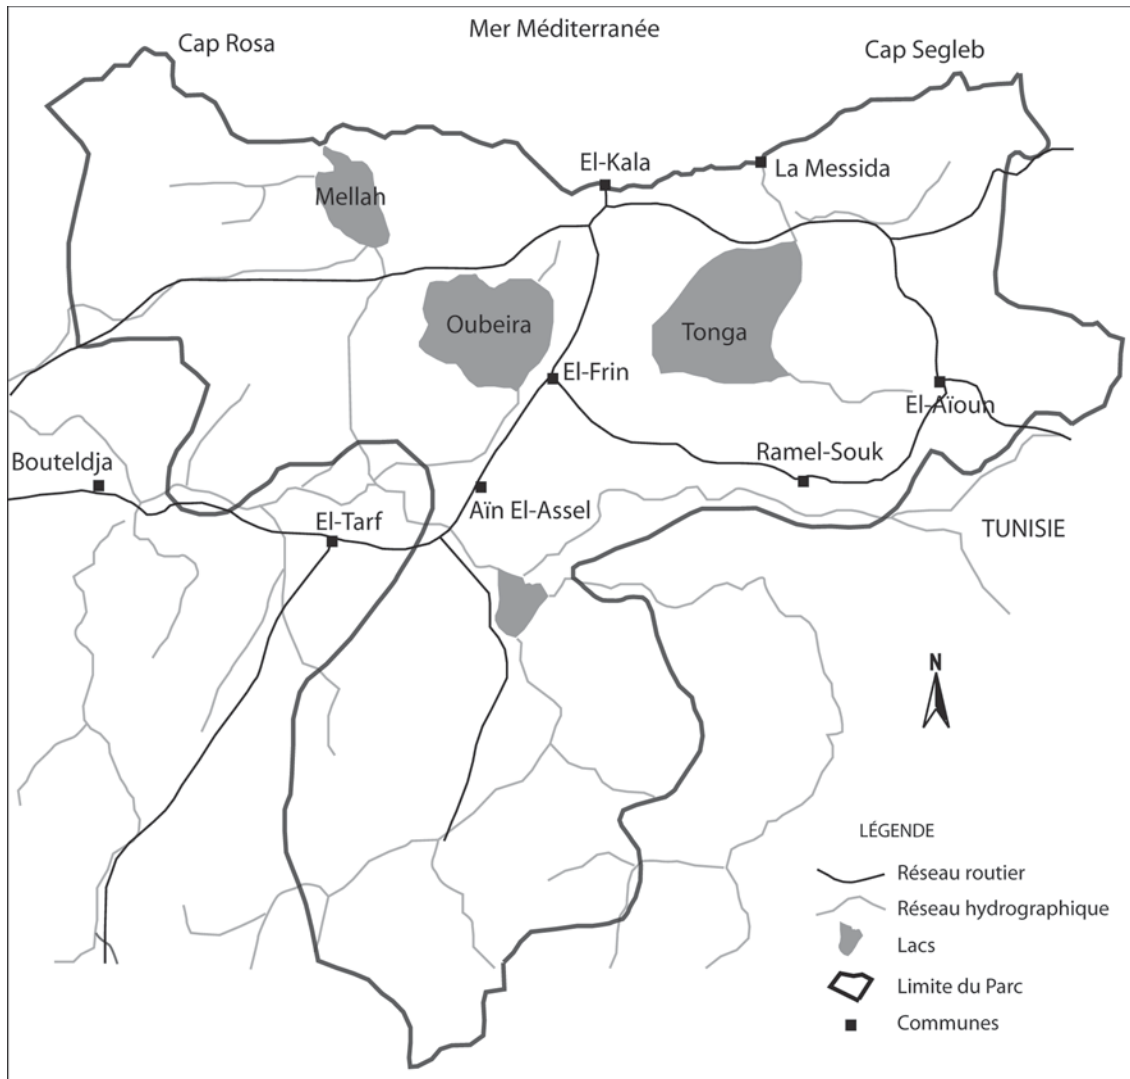 Mer Méditerranée
Cap Rosa
Cap Segleb
El-Kala
La Messida
Mellah
Oubeira
Tonga
El-Frin
El-Aïoun
Ramel-Souk
Bouteldja
Aïn El-Assel
El-Tarf
TUNISIE
N
LÉGENDE
Réseau routier
Réseau hydrographique
Lacs
Limite du Parc
Communes